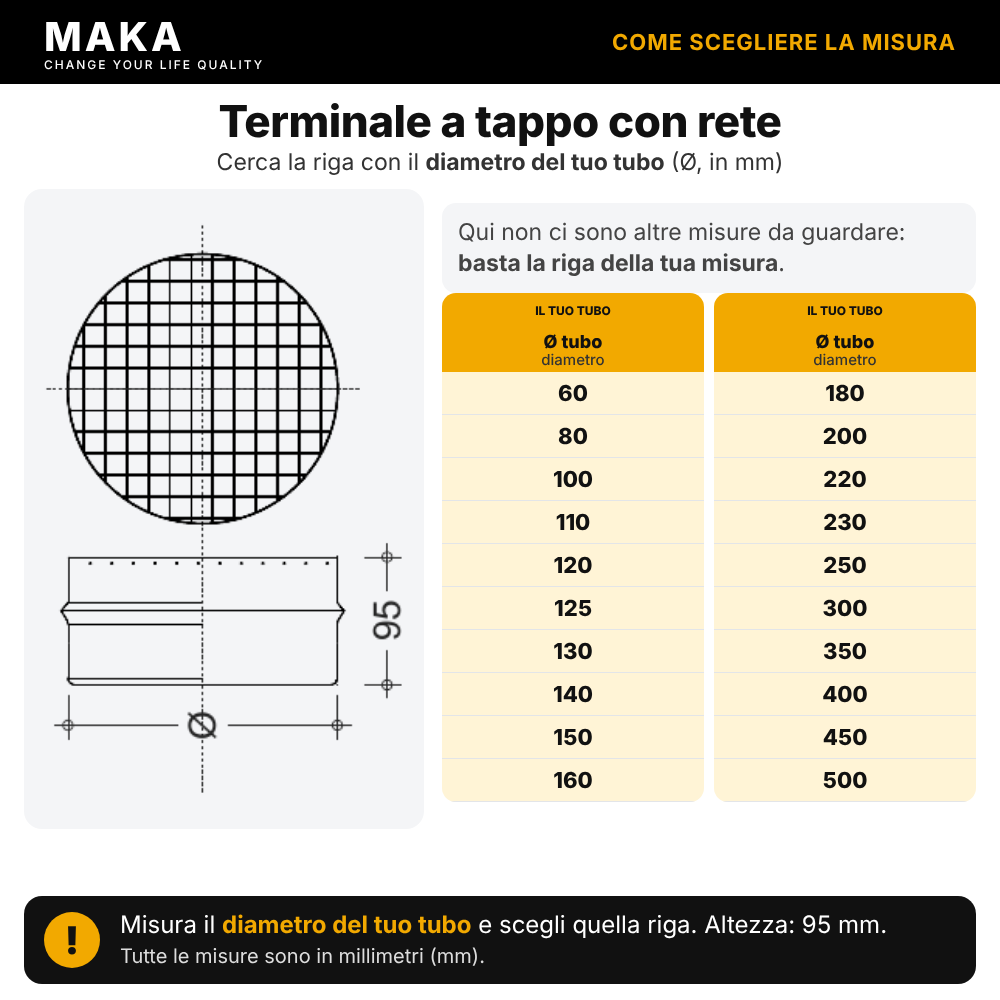 MAKA
CHANGE YOUR LIFE QUALITY
COME SCEGLIERE LA MISURA
Terminale a tappo con rete
Cerca la riga con il diametro del tuo tubo (Ø, in mm)
95
Ø
Qui non ci sono altre misure da guardare:
basta la riga della tua misura.
IL TUO TUBO IL TUO TUBO
Ø tubo Ø tubo
diametro diametro
60 180
80 200
100 220
110 230
120 250
125 300
130 350
140 400
150 450
160 500
!
Misura il diametro del tuo tubo e scegli quella riga. Altezza: 95 mm.
Tutte le misure sono in millimetri (mm).